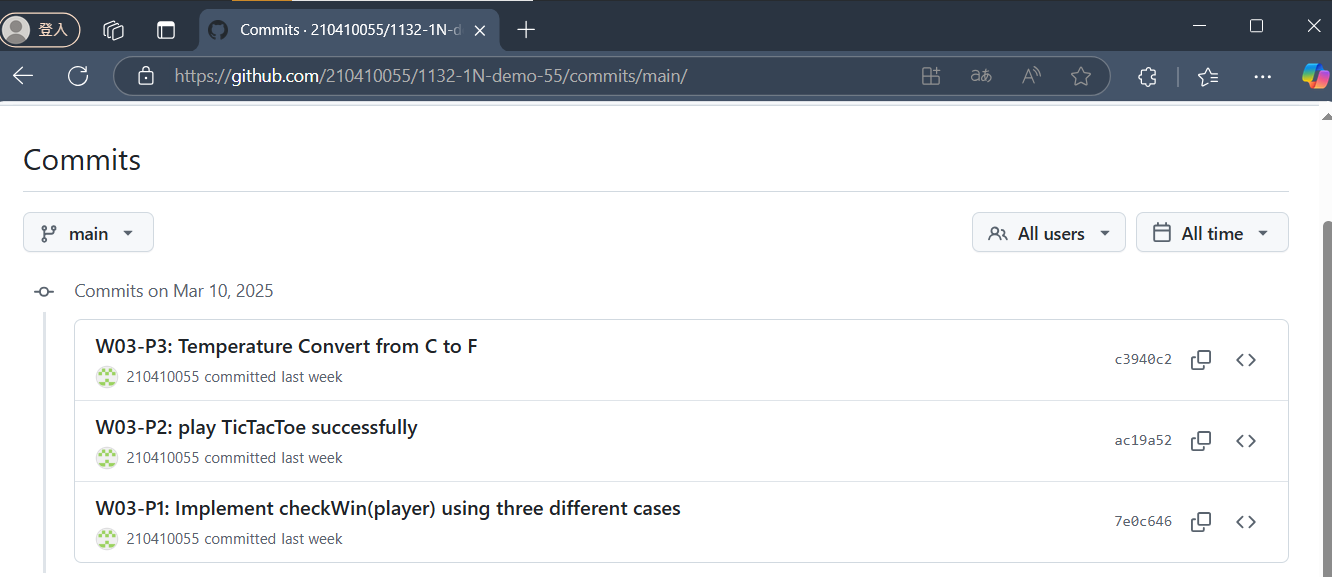 登入
Commits · 210410055/1132-1N-d
https://github.com/210410055/1132-1N-demo-55/commits/main/
Commits
main
All users
All time
Commits on Mar 10, 2025
W03-P3: Temperature Convert from C to F
210410055 committed last week
c3940c2
W03-P2: play TicTacToe successfully
210410055 committed last week
ac19a52
W03-P1: Implement checkWin(player) using three different cases
210410055 committed last week
7e0c646